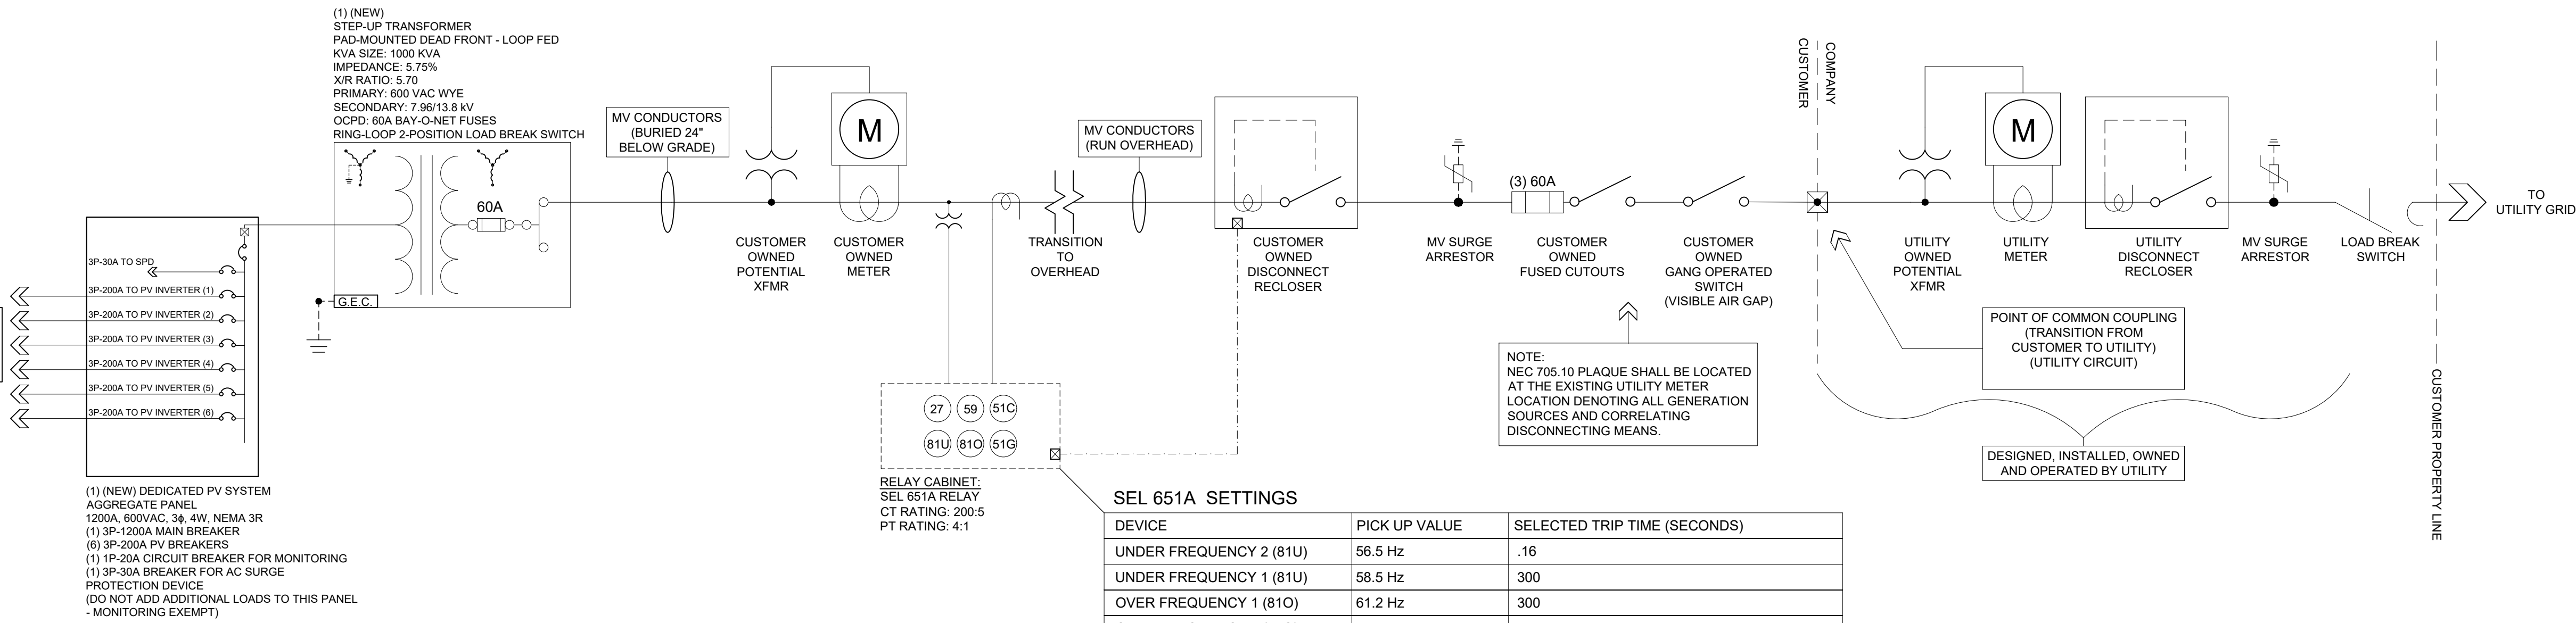 (1) (NEW)
STEP-UP TRANSFORMER
PAD-MOUNTED DEAD FRONT - LOOP FED
KVA SIZE: 1000 KVA
IMPEDANCE: 5.75%
X/R RATIO: 5.70
PRIMARY: 600 VAC WYE
SECONDARY: 7.96/13.8 kV
OCPD: 60A BAY-O-NET FUSES
RING-LOOP 2-POSITION LOAD BREAK SWITCH
60A
G.E.C.
3P-30A TO SPD
3P-200A TO PV INVERTER (1)
3P-200A TO PV INVERTER (2)
3P-200A TO PV INVERTER (3)
3P-200A TO PV INVERTER (4)
3P-200A TO PV INVERTER (5)
3P-200A TO PV INVERTER (6)
(1) (NEW) DEDICATED PV SYSTEM
AGGREGATE PANEL
1200A, 600VAC, 3ϕ, 4W, NEMA 3R
(1) 3P-1200A MAIN BREAKER
(6) 3P-200A PV BREAKERS
(1) 1P-20A CIRCUIT BREAKER FOR MONITORING
(1) 3P-30A BREAKER FOR AC SURGE
PROTECTION DEVICE
(DO NOT ADD ADDITIONAL LOADS TO THIS PANEL
- MONITORING EXEMPT)
MV CONDUCTORS
(BURIED 24"
BELOW GRADE)
M
CUSTOMER
OWNED
POTENTIAL
XFMR
CUSTOMER
OWNED
METER
TRANSITION
TO
OVERHEAD
MV CONDUCTORS
(RUN OVERHEAD)
CUSTOMER
OWNED
DISCONNECT
RECLOSER
MV SURGE
ARRESTOR
(3) 60A
CUSTOMER
OWNED
FUSED CUTOUTS
CUSTOMER
OWNED
GANG OPERATED
SWITCH
(VISIBLE AIR GAP)
NOTE:
NEC 705.10 PLAQUE SHALL BE LOCATED
AT THE EXISTING UTILITY METER
LOCATION DENOTING ALL GENERATION
SOURCES AND CORRELATING
DISCONNECTING MEANS.
CUSTOMER
COMPANY
M
UTILITY
OWNED
POTENTIAL
XFMR
UTILITY
METER
UTILITY
DISCONNECT
RECLOSER
MV SURGE
ARRESTOR
LOAD BREAK
SWITCH
TO
UTILITY GRID
POINT OF COMMON COUPLING
(TRANSITION FROM
CUSTOMER TO UTILITY)
(UTILITY CIRCUIT)
DESIGNED, INSTALLED, OWNED
AND OPERATED BY UTILITY
CUSTOMER PROPERTY LINE
27 59 51C
81U 81O 51G
RELAY CABINET:
SEL 651A RELAY
CT RATING: 200:5
PT RATING: 4:1
SEL 651A SETTINGS
DEVICE PICK UP VALUE SELECTED TRIP TIME (SECONDS)
UNDER FREQUENCY 2 (81U) 56.5 Hz .16
UNDER FREQUENCY 1 (81U) 58.5 Hz 300
OVER FREQUENCY 1 (81O) 61.2 Hz 300